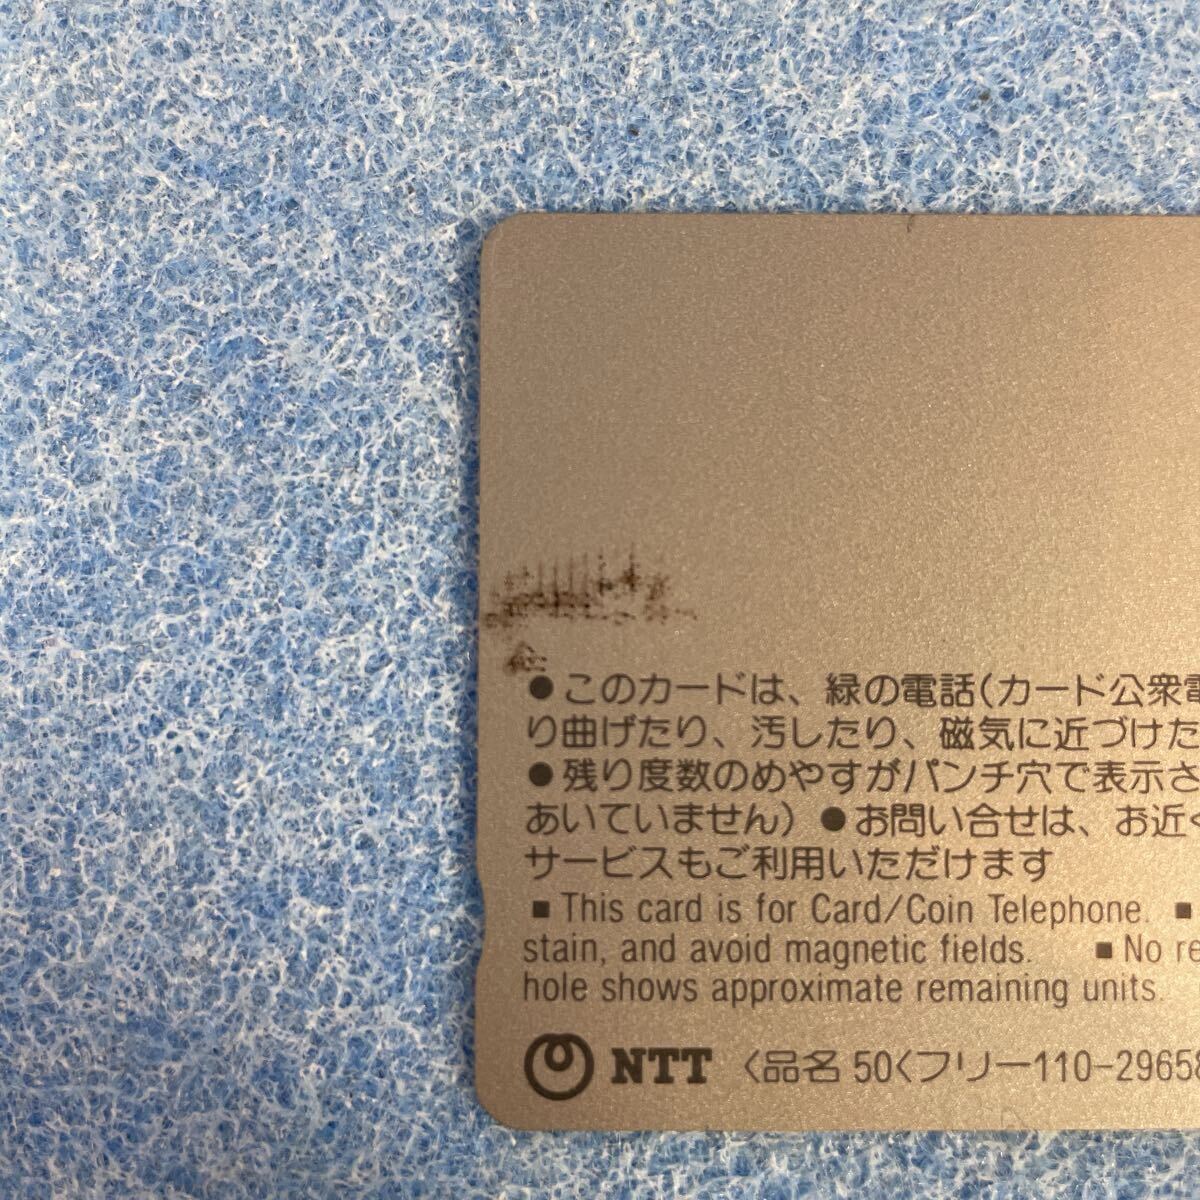 ●このカードは、緑の電話(カード公衆電
り曲げたり、汚したり、磁気に近づけた
●残り度数のめやすがパンチ穴で表示さ
あいていません)●お問い合せは、お近く
サービスもご利用いただけます
■This card is for Card/Coin Telephone. ■
stain, and avoid magnetic fields. ■No re
hole shows approximate remaining units.
NTT 〈品名 50〈フリー110-29658